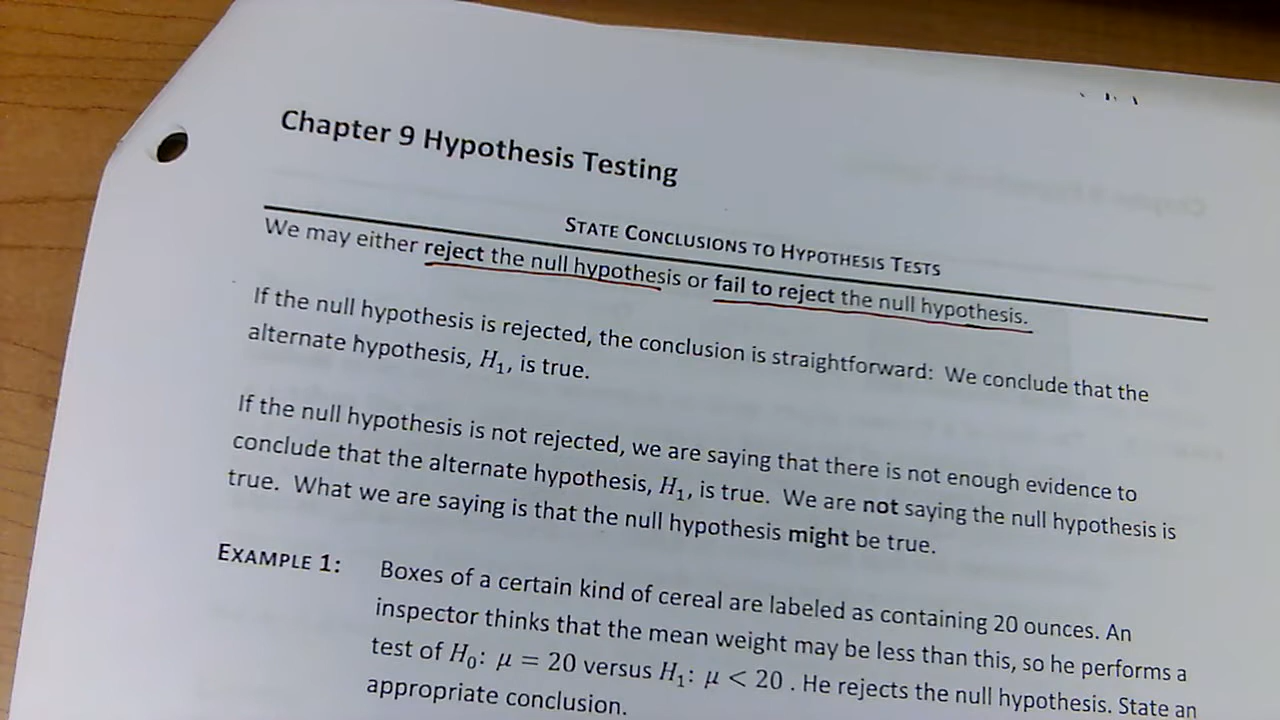 Chapter 9 Hypothesis Testing
STATE CONCLUSIONS TO HYPOTHESIS TESTS
We may either reject the null hypothesis or fail to reject the null hypothesis.
If the null hypothesis is rejected, the conclusion is straightforward: We conclude that the
alternate hypothesis, H₁, is true.
If the null hypothesis is not rejected, we are saying that there is not enough evidence to
conclude that the alternate hypothesis, H₁, is true. We are not saying the null hypothesis is
true. What we are saying is that the null hypothesis might be true.
EXAMPLE 1: Boxes of a certain kind of cereal are labeled as containing 20 ounces. An
inspector thinks that the mean weight may be less than this, so he performs a
test of H₀: μ = 20 versus H₁: μ < 20 . He rejects the null hypothesis. State an
appropriate conclusion.